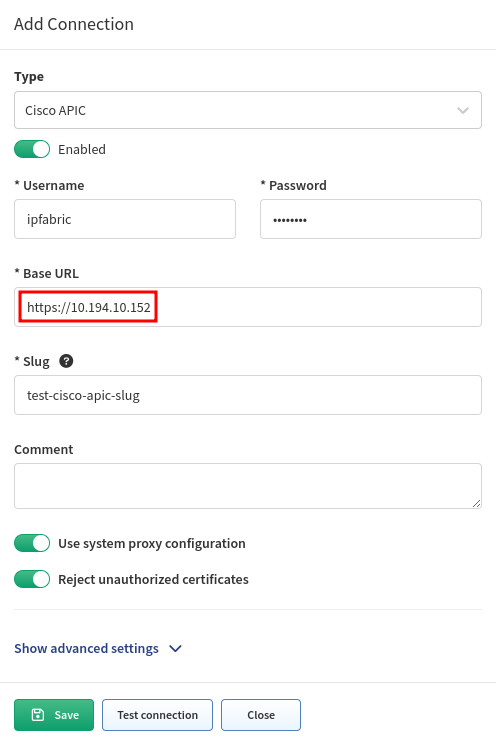 Add Connection
Type
Cisco APIC
Enabled
* Username
* Password
ipfabric
••••••••
* Base URL
https://10.194.10.152
* Slug ?
test-cisco-apic-slug
Comment
Use system proxy configuration
Reject unauthorized certificates
Show advanced settings
Save
Test connection
Close